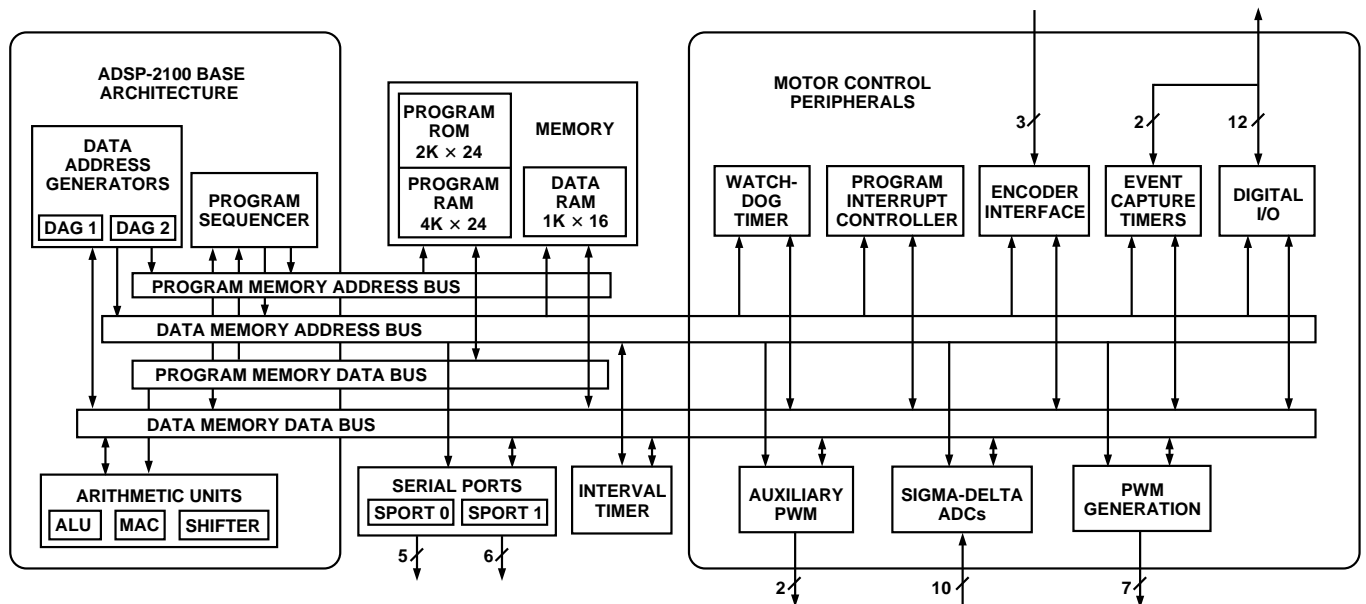 ADSP-2100 BASE
ARCHITECTURE
DATA
ADDRESS
GENERATORS
DAG 1
DAG 2
PROGRAM
SEQUENCER
PROGRAM
ROM
2K × 24
MEMORY
PROGRAM
RAM
4K × 24
DATA
RAM
1K × 16
MOTOR CONTROL
PERIPHERALS
3
2
12
WATCH-
DOG
TIMER
PROGRAM
INTERRUPT
CONTROLLER
ENCODER
INTERFACE
EVENT
CAPTURE
TIMERS
DIGITAL
I/O
PROGRAM MEMORY ADDRESS BUS
DATA MEMORY ADDRESS BUS
PROGRAM MEMORY DATA BUS
DATA MEMORY DATA BUS
ARITHMETIC UNITS
ALU
MAC
SHIFTER
SERIAL PORTS
SPORT 0
SPORT 1
INTERVAL
TIMER
AUXILIARY
PWM
SIGMA-DELTA
ADCs
PWM
GENERATION
5
6
2
10
7